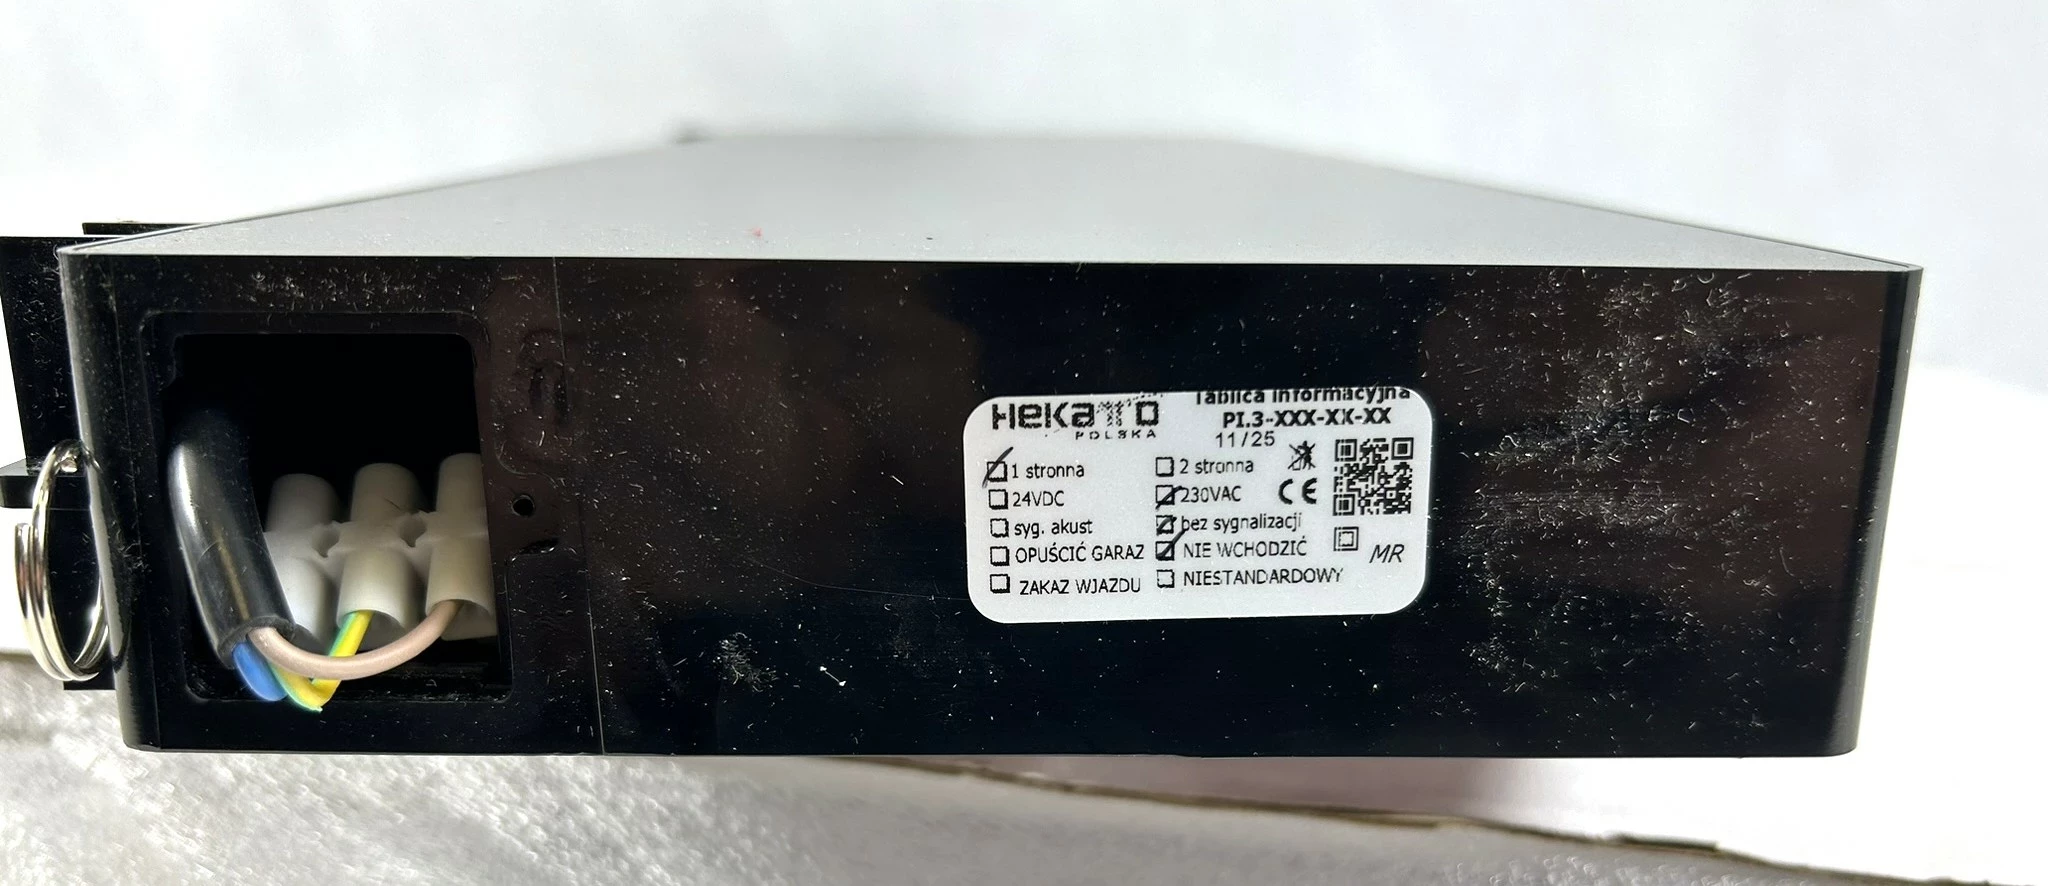 HEKATO
POLSKA
Tablica informacyjna
PI.3-XXX-XX-XX
11/25
1 stronna
2 stronna
24VDC
230VAC
CE
syg. akust
bez sygnalizacji
OPUŚCIĆ GARAZ
NIE WCHODZIĆ
MR
ZAKAZ WJAZDU
NIESTANDARDOWY